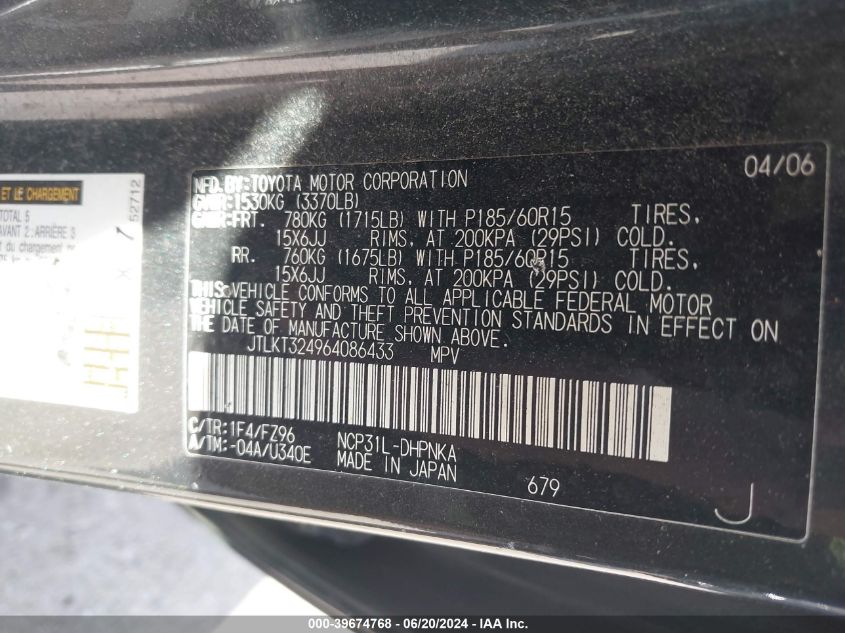 ET LE CHARGEMENT
TOTAL 5
AVANT 2: ARRIÈRE 3
du chargement ne
52712
04/06
MFD. BY:TOYOTA MOTOR CORPORATION
GVWR:1530KG (3370LB)
GAWR:FRT. 780KG (1715LB) WITH P185/60R15 TIRES,
15X6JJ RIMS, AT 200KPA (29PSI) COLD.
RR. 760KG (1675LB) WITH P185/60R15 TIRES,
15X6JJ RIMS, AT 200KPA (29PSI) COLD.
THIS VEHICLE CONFORMS TO ALL APPLICABLE FEDERAL MOTOR
VEHICLE SAFETY AND THEFT PREVENTION STANDARDS IN EFFECT ON
THE DATE OF MANUFACTURE SHOWN ABOVE.
JTLKT324964086433 MPV
C/TR:1F4/FZ96
A/TM:-04A/U340E
NCP31L-DHPNKA
MADE IN JAPAN
679
J
000-39674768 - 06/20/2024 - IAA Inc.